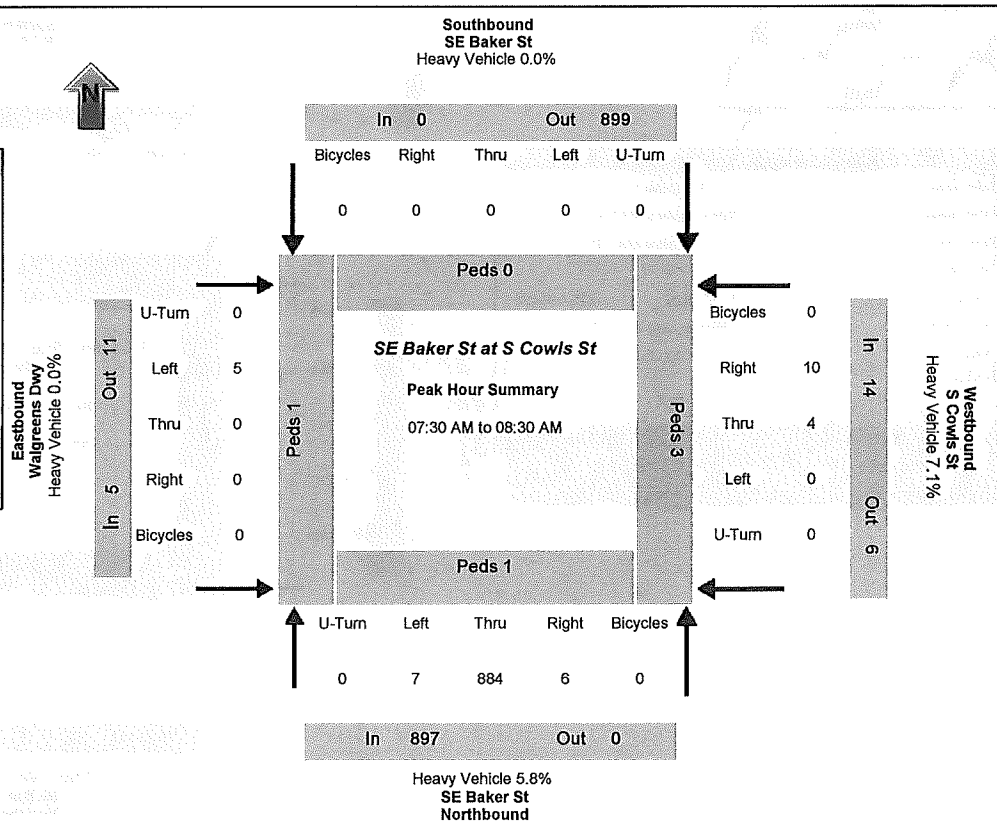 Southbound
SE Baker St
Heavy Vehicle 0.0%
N
In 0 Out 899
Bicycles Right Thru Left U-Turn
0 0 0 0 0
Peds 0
Eastbound
Walgreens Dwy
Heavy Vehicle 0.0%
In 5 Out 11
U-Turn 0
Left 5
Thru 0
Right 0
Bicycles 0
Peds 1
SE Baker St at S Cowls St
Peak Hour Summary
07:30 AM to 08:30 AM
Peds 3
Bicycles 0
Right 10
Thru 4
Left 0
U-Turn 0
In 14 Out 6
Westbound
S Cowls St
Heavy Vehicle 7.1%
Peds 1
U-Turn Left Thru Right Bicycles
0 7 884 6 0
In 897 Out 0
Heavy Vehicle 5.8%
SE Baker St
Northbound